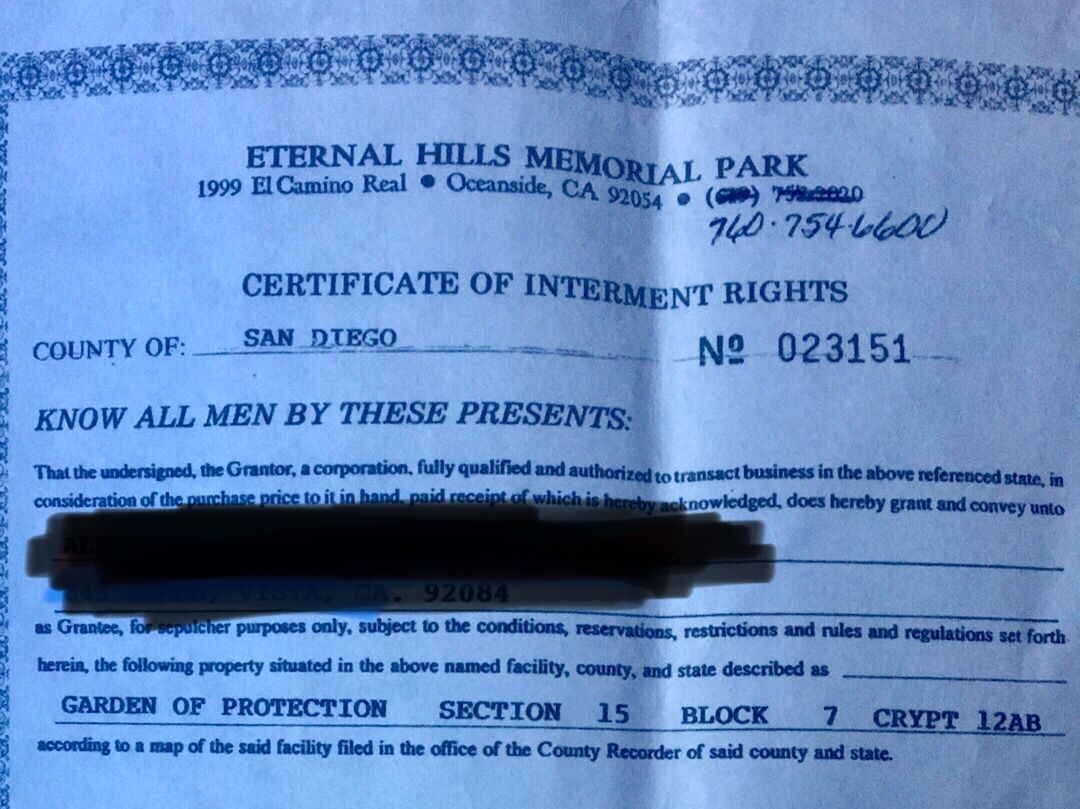 ETERNAL HILLS MEMORIAL PARK
1999 El Camino Real ● Oceanside, CA 92054 ●
760·754·6600
CERTIFICATE OF INTERMENT RIGHTS
COUNTY OF: SAN DIEGO Nº 023151
KNOW ALL MEN BY THESE PRESENTS:
That the undersigned, the Grantor, a corporation, fully qualified and authorized to transact business in the above referenced state, in
consideration of the purchase price to it in hand, paid receipt of which is hereby acknowledged, does hereby grant and convey unto
VISTA, CA. 92084
as Grantee, for sepulcher purposes only, subject to the conditions, reservations, restrictions and rules and regulations set forth
herein, the following property situated in the above named facility, county, and state described as
GARDEN OF PROTECTION SECTION 15 BLOCK 7 CRYPT 12AB
according to a map of the said facility filed in the office of the County Recorder of said county and state.